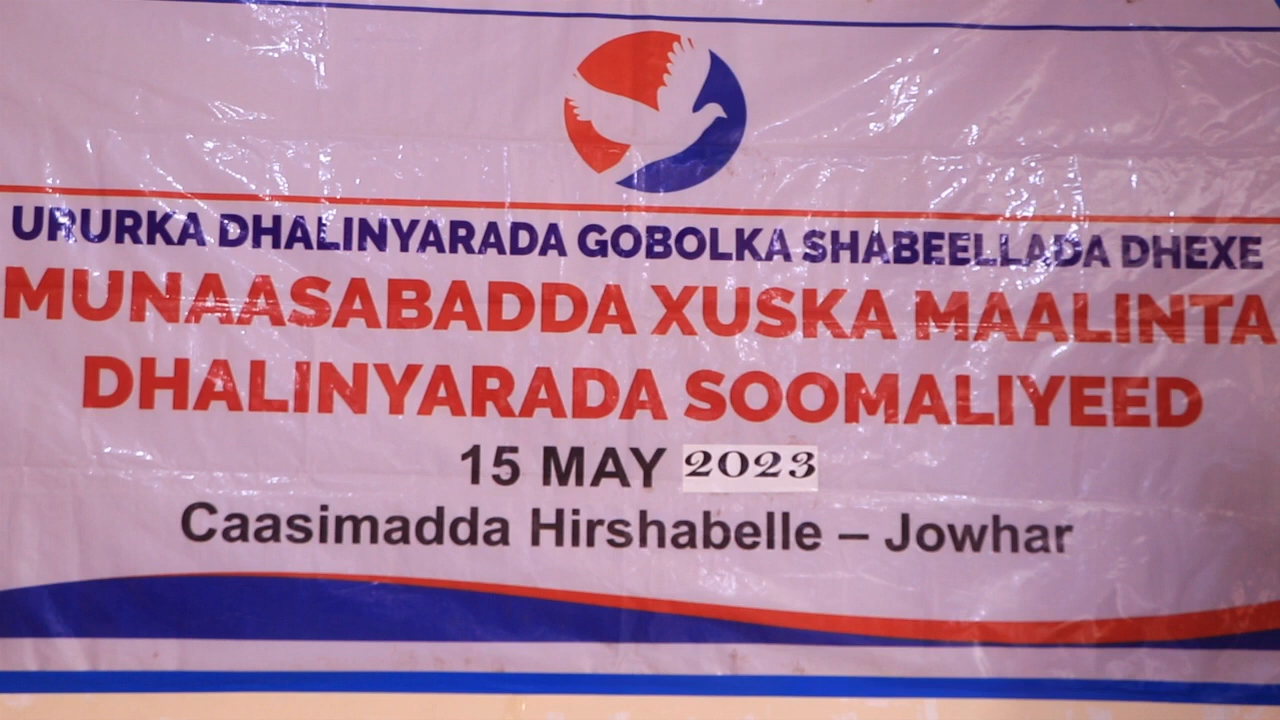 URURKA DHALINYARADA GOBOLKA SHABEELLADA DHEXE
MUNAASABADDA XUSKA MAALINTA
DHALINYARADA SOOMALIYEED
15 MAY 2023
Caasimadda Hirshabelle – Jowhar